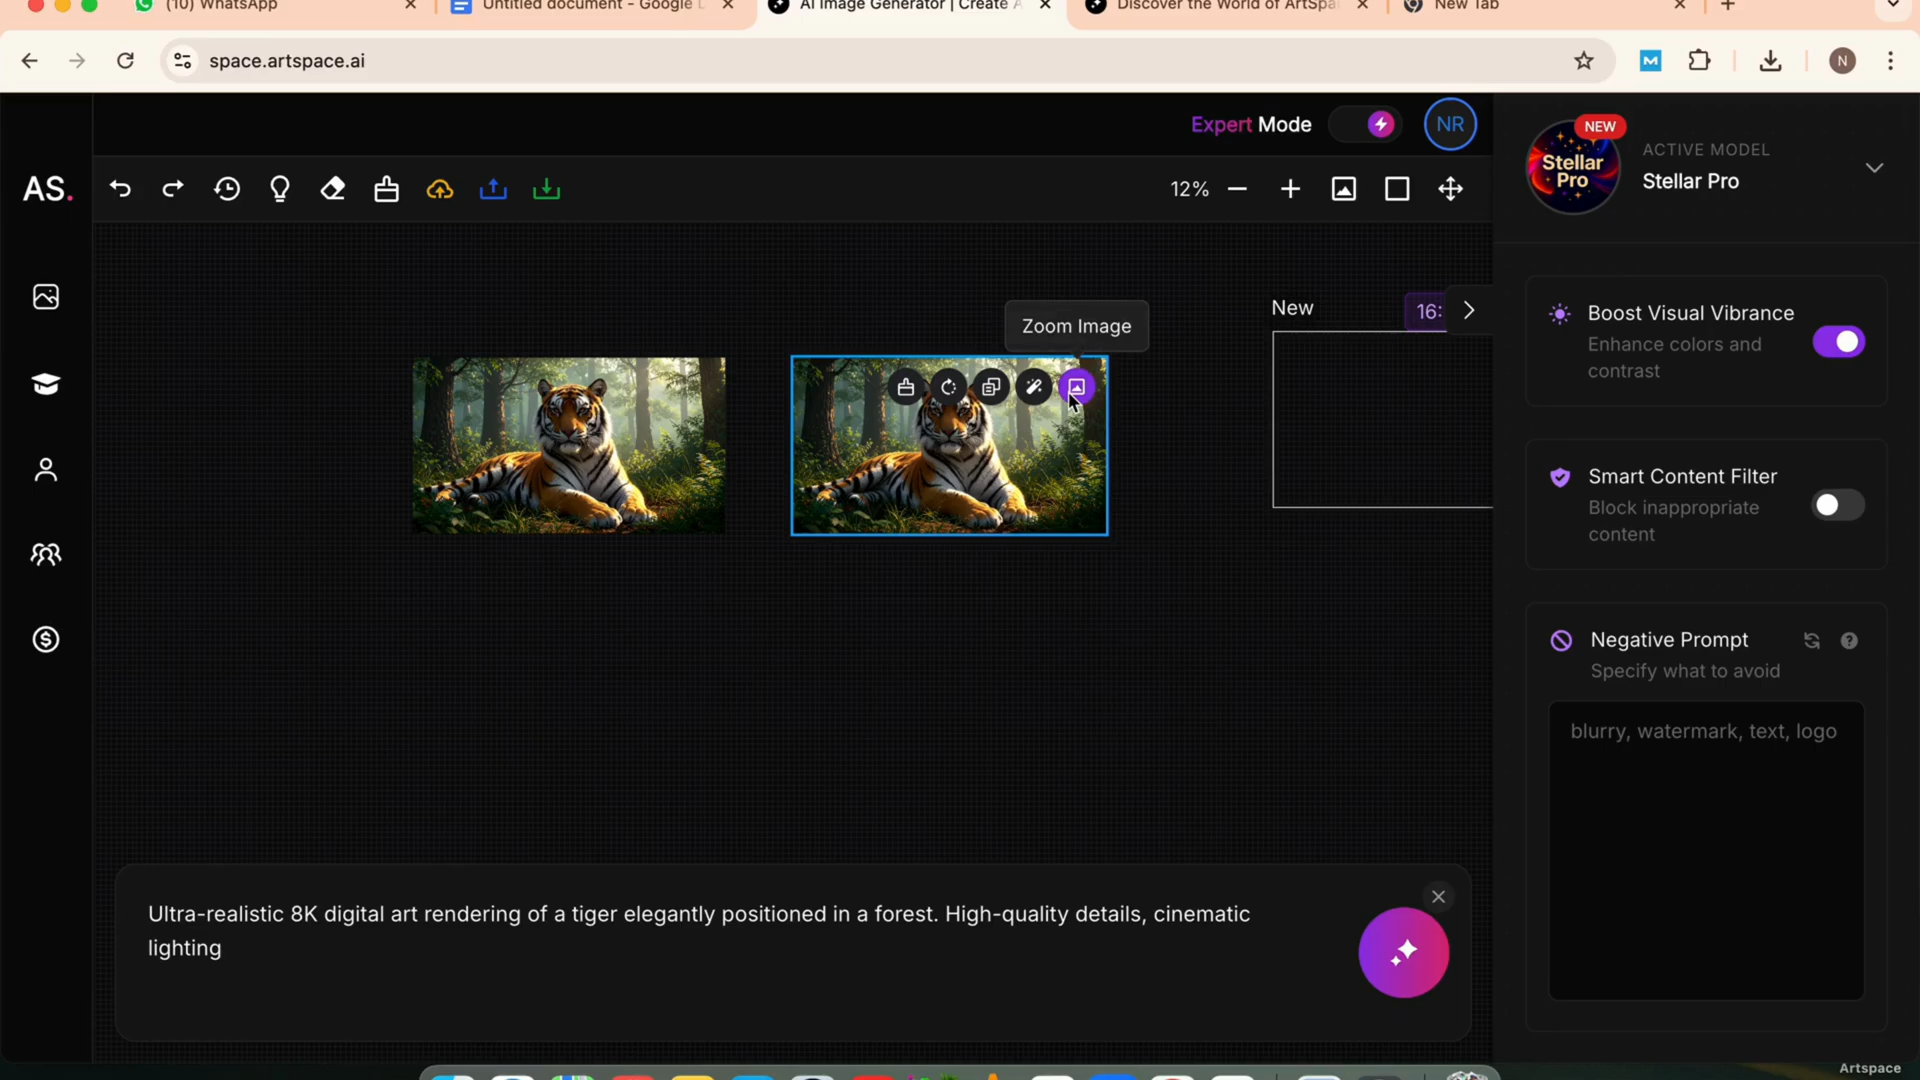 (10) WhatsApp
Untitled document - Google D
AI Image Generator | Create A
Discover the World of ArtSpa
New Tab
space.artspace.ai
N
Expert Mode
NR
NEW
Stellar
Pro
ACTIVE MODEL
Stellar Pro
AS.
12%
New
16:
Zoom Image
Boost Visual Vibrance
Enhance colors and
contrast
Smart Content Filter
Block inappropriate
content
Negative Prompt
Specify what to avoid
blurry, watermark, text, logo
Ultra-realistic 8K digital art rendering of a tiger elegantly positioned in a forest. High-quality details, cinematic
lighting
Artspace